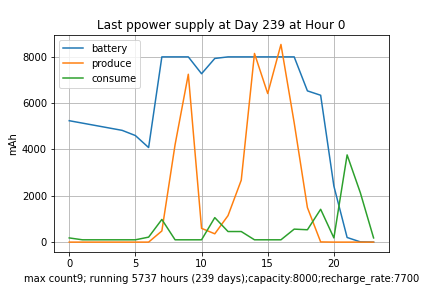 Last ppower supply at Day 239 at Hour 0
battery
produce
consume
8000
6000
4000
2000
0
mAh
0 5 10 15 20
max count9; running 5737 hours (239 days);capacity:8000;recharge_rate:7700